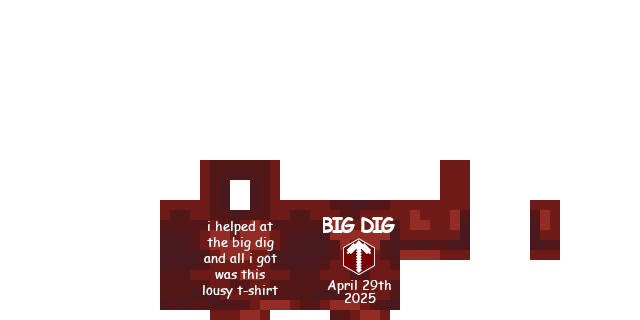 i helped at
the big dig
and all i got
was this
lousy t-shirt
BIG DIG
April 29th
2025